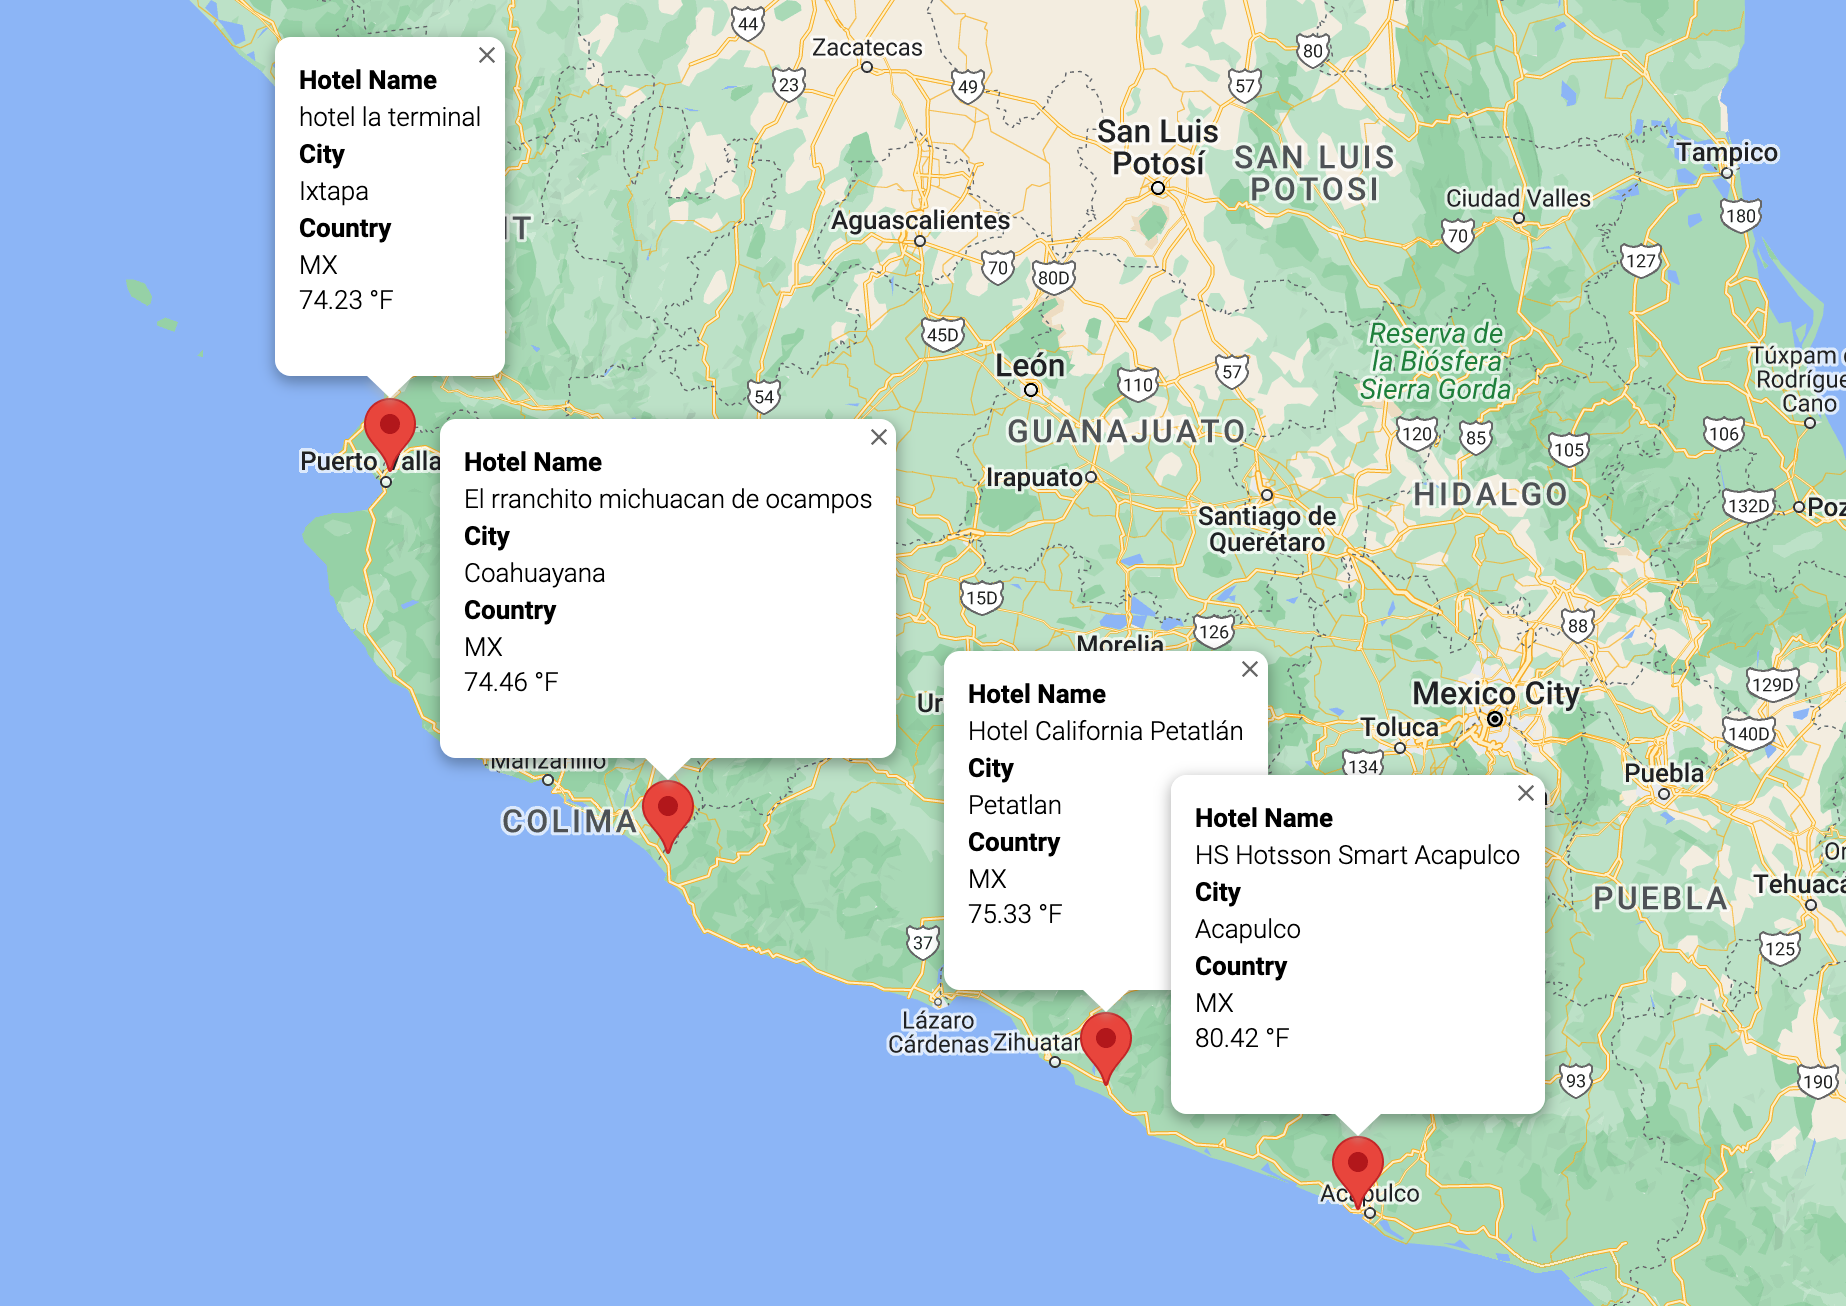 44
Zacatecas
80
23
49
57
Hotel Name
hotel la terminal
City
Ixtapa
Country
MX
74.23 °F
IT
San Luis
Potosí
SAN LUIS
POTOSI
Tampico
Ciudad Valles
180
70
127
Aguascalientes
70
80D
45D
Reserva de
la Biósfera
Sierra Gorda
León
110
57
54
Túxpam
Rodrígue
Cano
GUANAJUATO
120
85
105
106
Puerto
Hotel Name
El rranchito michuacan de ocampos
City
Coahuayana
Country
MX
74.46 °F
Irapuato
HIDALGO
132D
Poz
Santiago de
Querétaro
15D
126
88
Morelia
Ur
Hotel Name
Hotel California Petatlán
City
Petatlan
Country
MX
75.33 °F
Mexico City
129D
Toluca
140D
134
Puebla
Manzanillo
COLIMA
Hotel Name
HS Hotsson Smart Acapulco
City
Acapulco
Country
MX
80.42 °F
Or
Tehuacá
PUEBLA
125
37
Lázaro
Cárdenas
Zihuatan
93
190
Acapulco